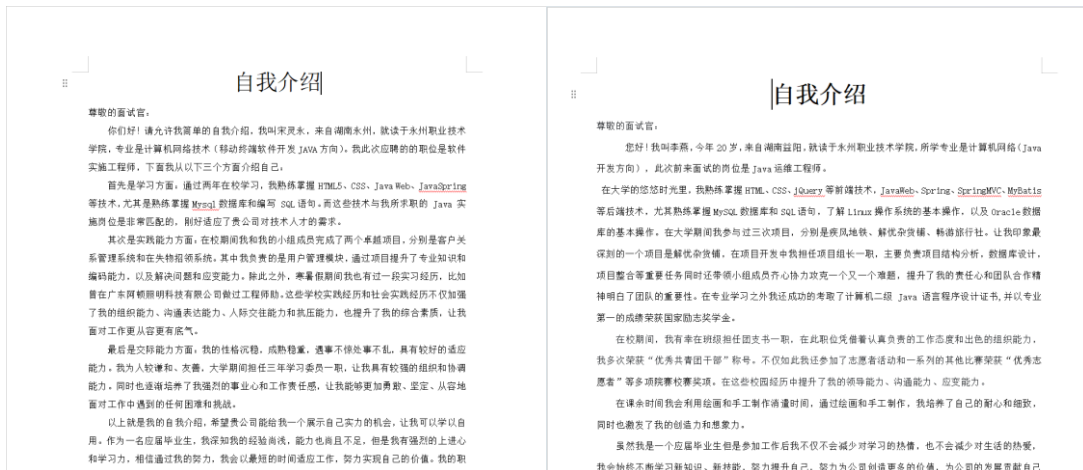 自我介绍
尊敬的面试官：
你们好！请允许我简单的自我介绍，我叫宋灵永，来自湖南永州，就读于永州职业技术
学院，专业是计算机网络技术（移动终端软件开发 JAVA 方向）。我此次应聘的的职位是软件
实施工程师，下面我从以下三个方面介绍自己：
首先是学习方面：通过两年在校学习，我熟练掌握 HTML5、CSS、Java Web、JavaSpring
等技术，尤其是熟练掌握 Mysql 数据库和编写 SQL 语句。而这些技术与我所求职的 Java 实
施岗位是非常匹配的，刚好适应了贵公司对技术人才的需求。
其次是实践能力方面：在校期间我和我的小组成员完成了两个卓越项目，分别是客户关
系管理系统和在失物招领系统。其中我负责的是用户管理模块，通过项目提升了专业知识和
编码能力，以及解决问题和应变能力。除此之外，寒暑假期间我也有过一段实习经历，比如
曾在广东阿顿照明科技有限公司做过工程师助。这些学校实践经历和社会实践经历不仅加强
了我的组织能力、沟通表达能力、人际交往能力和抗压能力，也提升了我的综合素质，让我
面对工作更从容更有底气。
最后是交际能力方面：我的性格沉稳，成熟稳重，遇事不惊处事不乱，具有较好的适应
能力。我为人较谦和、友善，大学期间担任三年学习委员一职，让我具有较强的组织和协调
能力。同时也逐渐培养了我强烈的事业心和工作责任感，让我能够更加勇敢、坚定、从容地
面对工作中遇到的任何困难和挑战。
以上就是我的自我介绍，希望贵公司能给我一个展示自己实力的机会，让我可以学以自
用。作为一名应届毕业生，我深知我的经验尚浅，能力也尚且不足，但是我有强烈的上进心
和学习力，相信通过我的努力，我会以最短的时间适应工作，努力实现自己的价值。我的职
自我介绍
尊敬的面试官：
您好！我叫李燕，今年 20 岁，来自湖南益阳，就读于永州职业技术学院，所学专业是计算机网络(Java
开发方向），此次前来面试的岗位是 Java 运维工程师。
在大学的悠悠时光里，我熟练掌握 HTML、CSS、jQuery 等前端技术，JavaWeb、Spring、SpringMVC、MyBatis
等后端技术，尤其熟练掌握 MySQL 数据库和 SQL 语句，了解 Linux 操作系统的基本操作，以及 Oracle 数据
库的基本操作。在大学期间我参与过三次项目，分别是疾风地铁、解忧杂货铺、畅游旅行社。让我印象最
深刻的一个项目是解忧杂货铺，在项目开发中我担任项目组长一职，主要负责项目结构分析，数据库设计，
项目整合等重要任务同时还带领小组成员齐心协力攻克一个又一个难题，提升了我的责任心和团队合作精
神明白了团队的重要性。在专业学习之外我还成功的考取了计算机二级 Java 语言程序设计证书，并以专业
第一的成绩荣获国家励志奖学金。
在校期间，我有幸在班级担任团支书一职，在此职位凭借着认真负责的工作态度和出色的组织能力，
我多次荣获“优秀共青团干部”称号。不仅如此我还参加了志愿者活动和一系列的其他比赛荣获“优秀志
愿者”等多项院赛校赛奖项。在这些校园经历中提升了我的领导能力、沟通能力、应变能力。
在课余时间我会利用绘画和手工制作消遣时间，通过绘画和手工制作，我培养了自己的耐心和细致，
同时也激发了我的创造力和想象力。
虽然我是一个应届毕业生但是参加工作后我不仅不会减少对学习的热情，也不会减少对生活的热爱，
我会始终不断学习新知识、新技能，努力提升自己，努力为公司创造更多的价值，为公司的发展贡献自己